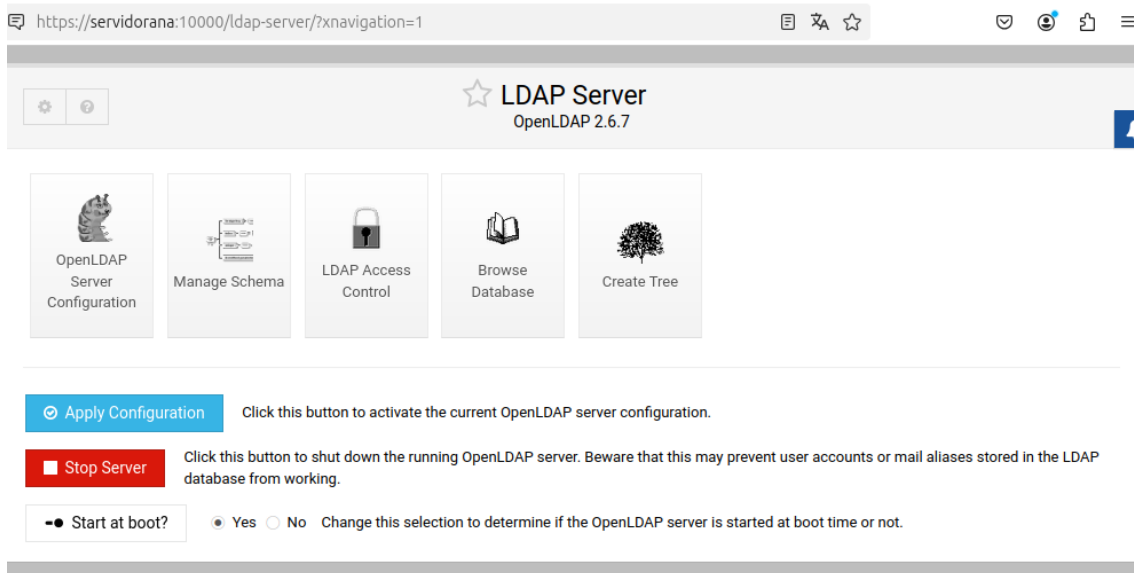 https://servidorana:10000/ldap-server/?xnavigation=1
LDAP Server
OpenLDAP 2.6.7
OpenLDAP
Server
Configuration
Manage Schema
LDAP Access
Control
Browse
Database
Create Tree
Apply Configuration
Click this button to activate the current OpenLDAP server configuration.
Stop Server
Click this button to shut down the running OpenLDAP server. Beware that this may prevent user accounts or mail aliases stored in the LDAP
database from working.
Start at boot?
Yes No Change this selection to determine if the OpenLDAP server is started at boot time or not.